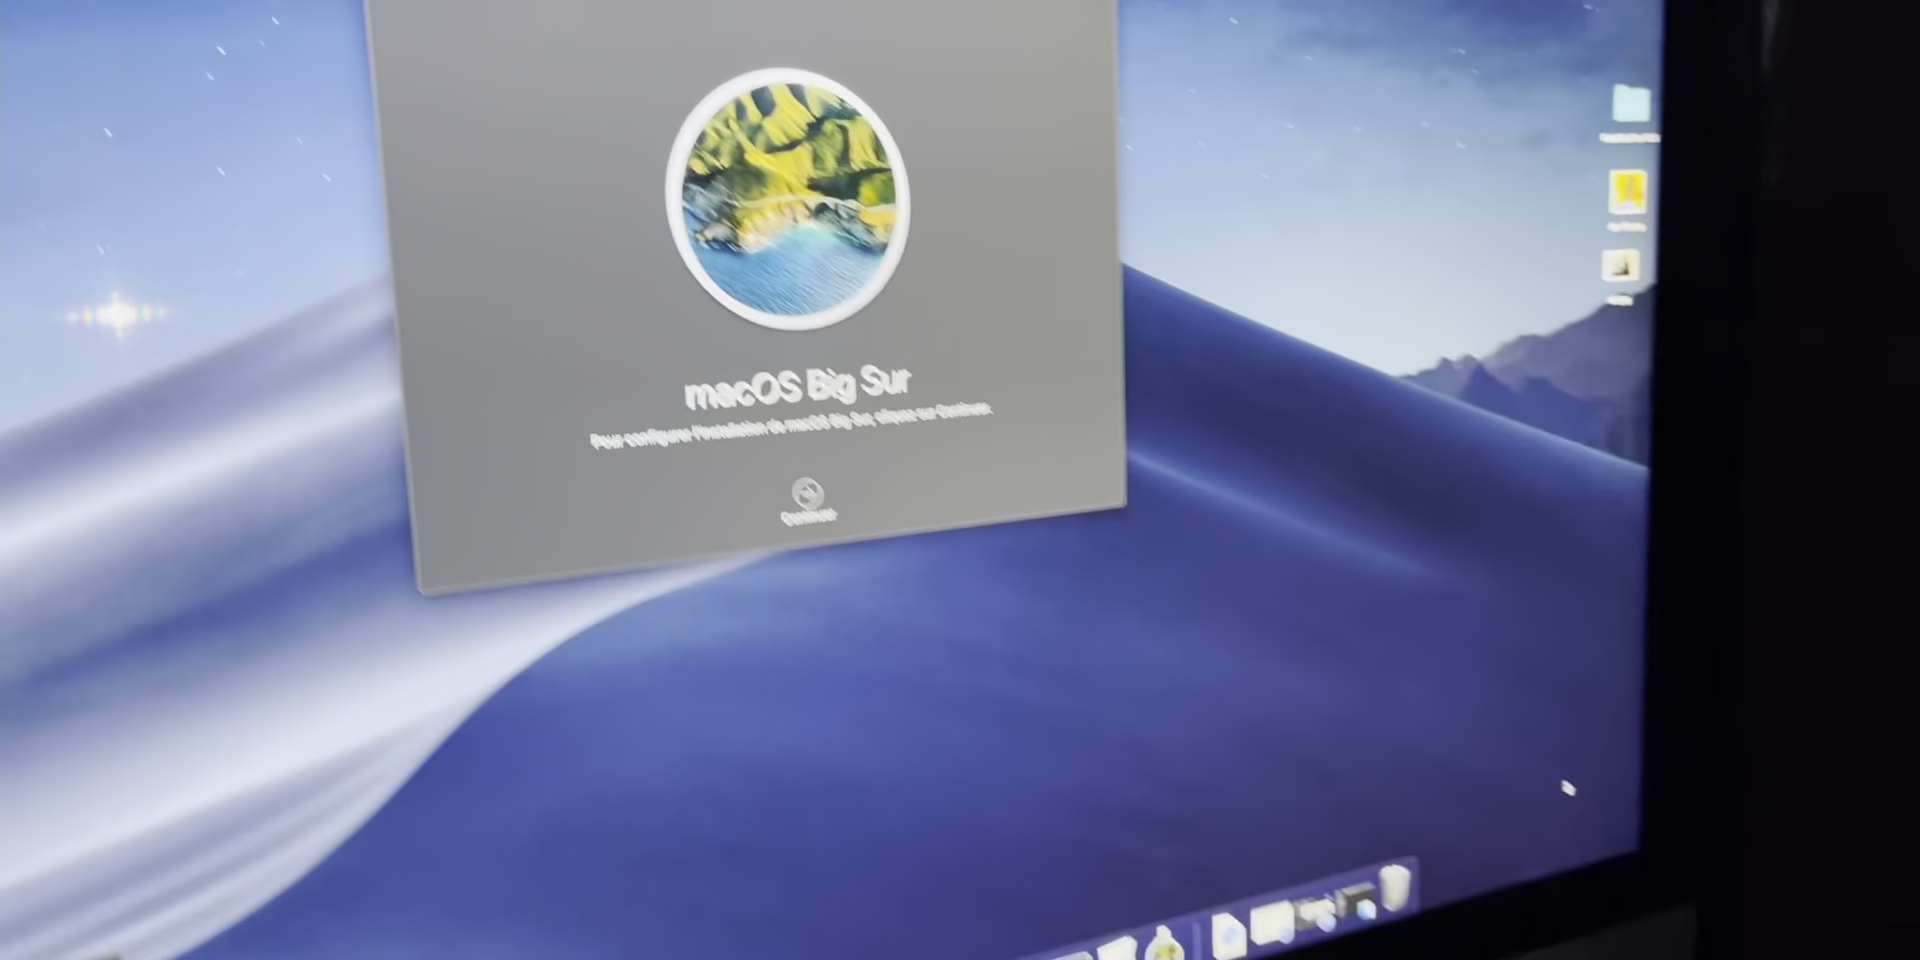 macOS Big Sur
Pour configurer l'installation de macOS Big Sur, cliquez sur Continuer.
Continuer